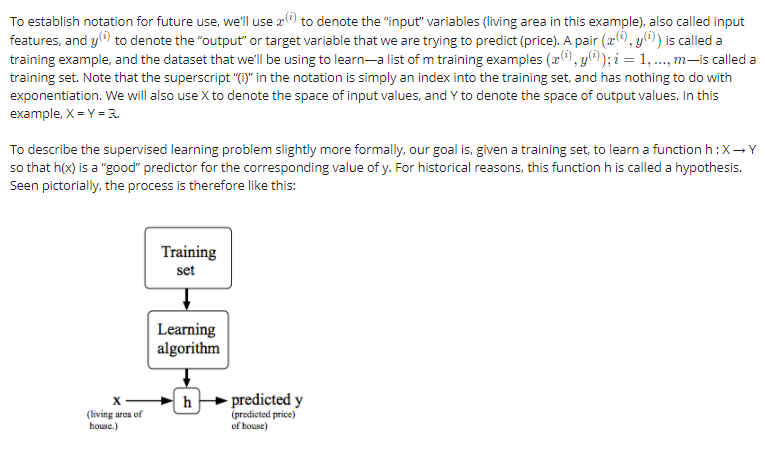 To establish notation for future use, we'll use x⁽ⁱ⁾ to denote the "input" variables (living area in this example), also called input
features, and y⁽ⁱ⁾ to denote the "output" or target variable that we are trying to predict (price). A pair (x⁽ⁱ⁾, y⁽ⁱ⁾) is called a
training example, and the dataset that we'll be using to learn—a list of m training examples (x⁽ⁱ⁾, y⁽ⁱ⁾); i = 1, ..., m—is called a
training set. Note that the superscript "(i)" in the notation is simply an index into the training set, and has nothing to do with
exponentiation. We will also use X to denote the space of input values, and Y to denote the space of output values. In this
example, X = Y = ℝ.
To describe the supervised learning problem slightly more formally, our goal is, given a training set, to learn a function h : X → Y
so that h(x) is a "good" predictor for the corresponding value of y. For historical reasons, this function h is called a hypothesis.
Seen pictorially, the process is therefore like this:
Training
set
Learning
algorithm
x
h
predicted y
(living area of
house.)
(predicted price)
of house)